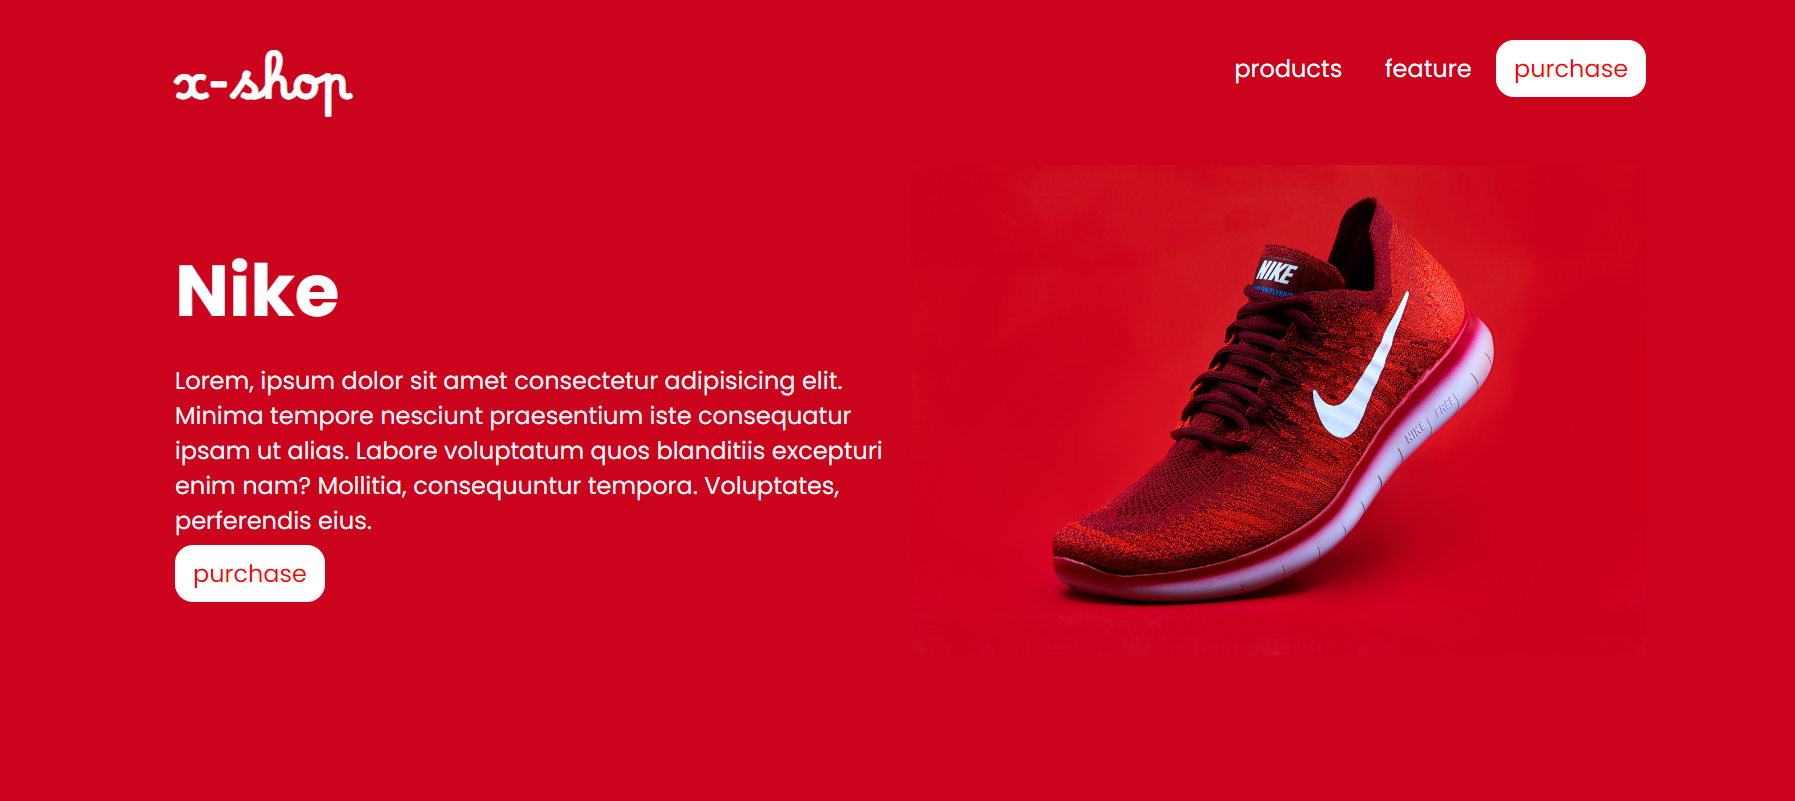 x-shop
products feature purchase
Nike
Lorem, ipsum dolor sit amet consectetur adipisicing elit.
Minima tempore nesciunt praesentium iste consequatur
ipsam ut alias. Labore voluptatum quos blanditiis excepturi
enim nam? Mollitia, consequuntur tempora. Voluptates,
perferendis eius.
purchase
NIKE
NIKE FREE